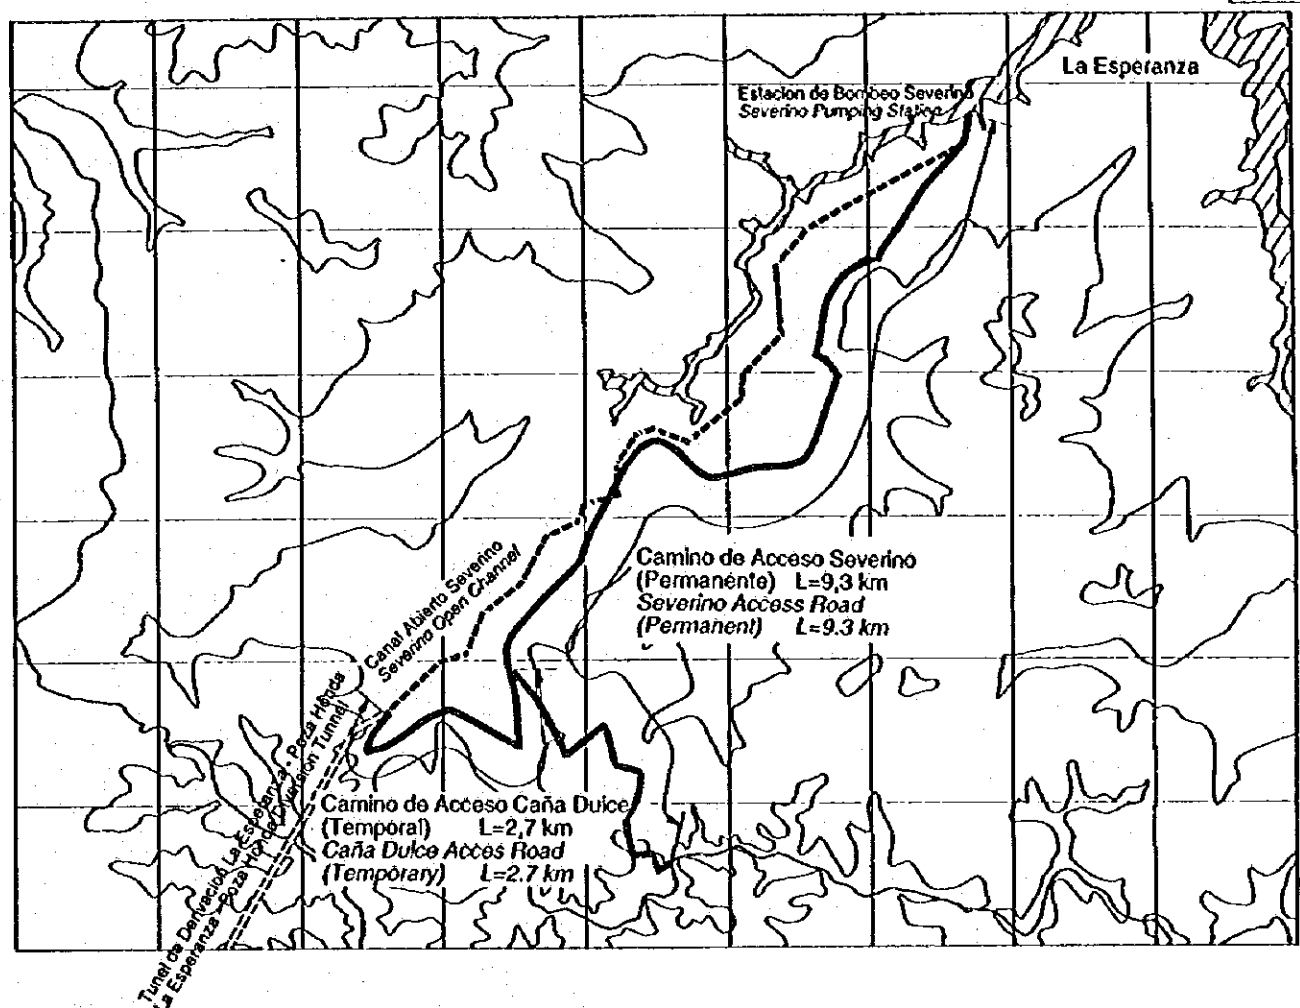 La Esperanza
Estacion de Bombeo Severino
Severino Pumping Station
Canal Abierto Severino
Severino Open Channel
Camino de Acceso Severino
(Permanente) L=9,3 km
Severino Access Road
(Permanent) L=9.3 km
Tunel de Derivación La Esperanza - Poza Honda
La Esperanza - Poza Honda Diversion Tunnel
Camino de Acceso Caña Dulce
(Temporal) L=2,7 km
Caña Dulce Acces Road
(Temporary) L=2.7 km